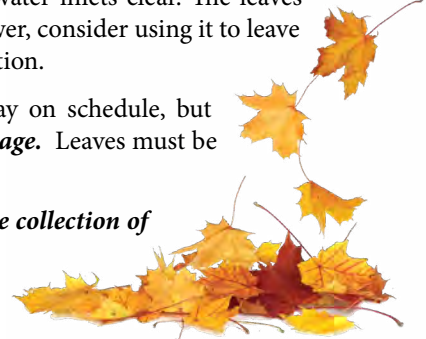 water inlets clear. The leaves
yer, consider using it to leave
tion.
ay on schedule, but
age. Leaves must be
e collection of